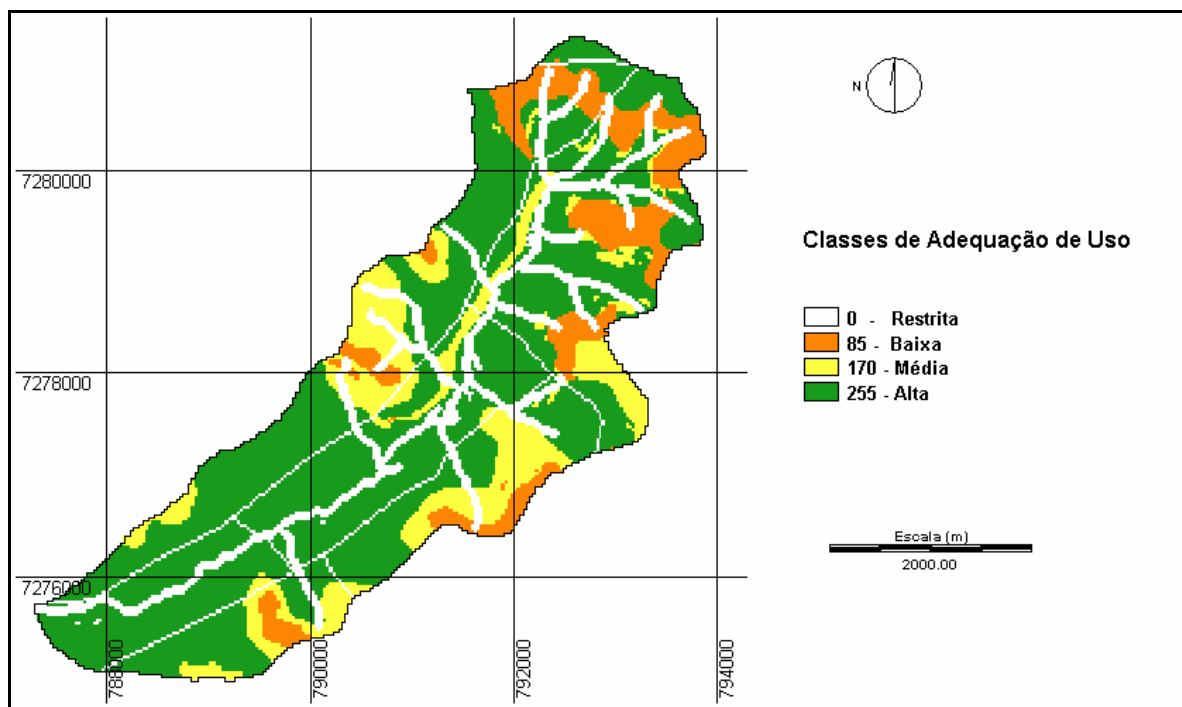 N
7280000
Classes de Adequação de Uso
0 - Restrita
85 - Baixa
170 - Média
255 - Alta
7278000
Escala (m)
2000.00
7276000
788000
790000
792000
794000